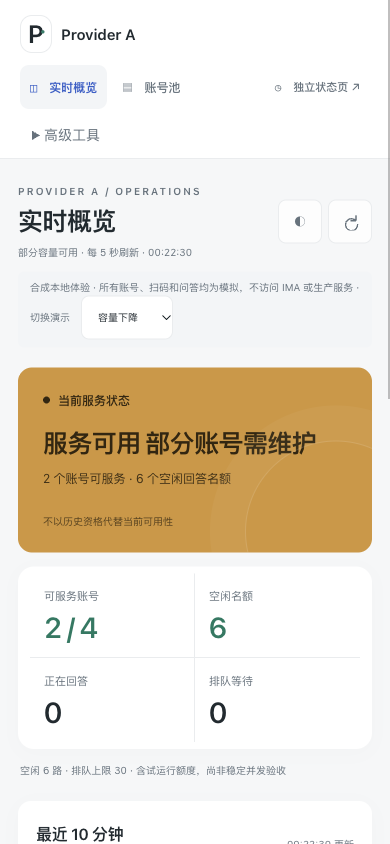 P Provider A
实时概览
账号池
独立状态页 ↗
▶ 高级工具
PROVIDER A / OPERATIONS
实时概览
部分容量可用 · 每 5 秒刷新 · 00:22:30
合成本地体验 · 所有账号、扫码和问答均为模拟，不访问 IMA 或生产服务 ·
切换演示 容量下降
当前服务状态
服务可用 部分账号需维护
2 个账号可服务 · 6 个空闲回答名额
不以历史资格代替当前可用性
可服务账号
2/4
空闲名额
6
正在回答
0
排队等待
0
空闲 6 路 · 排队上限 30 · 含试运行额度，尚非稳定并发验收
最近 10 分钟
00:22:30 更新